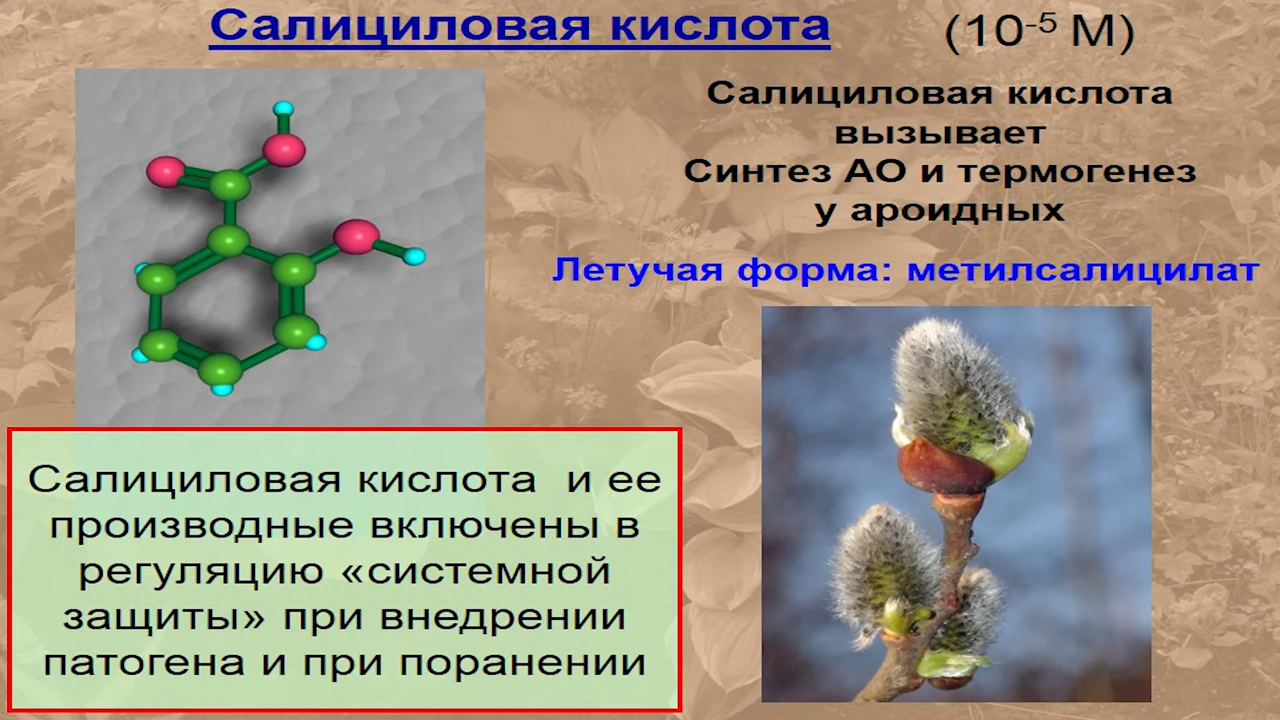 Салициловая кислота (10⁻⁵ М)
Салициловая кислота
вызывает
Синтез АО и термогенез
у ароидных
Летучая форма: метилсалицилат
Салициловая кислота и ее
производные включены в
регуляцию «системной
защиты» при внедрении
патогена и при поранении